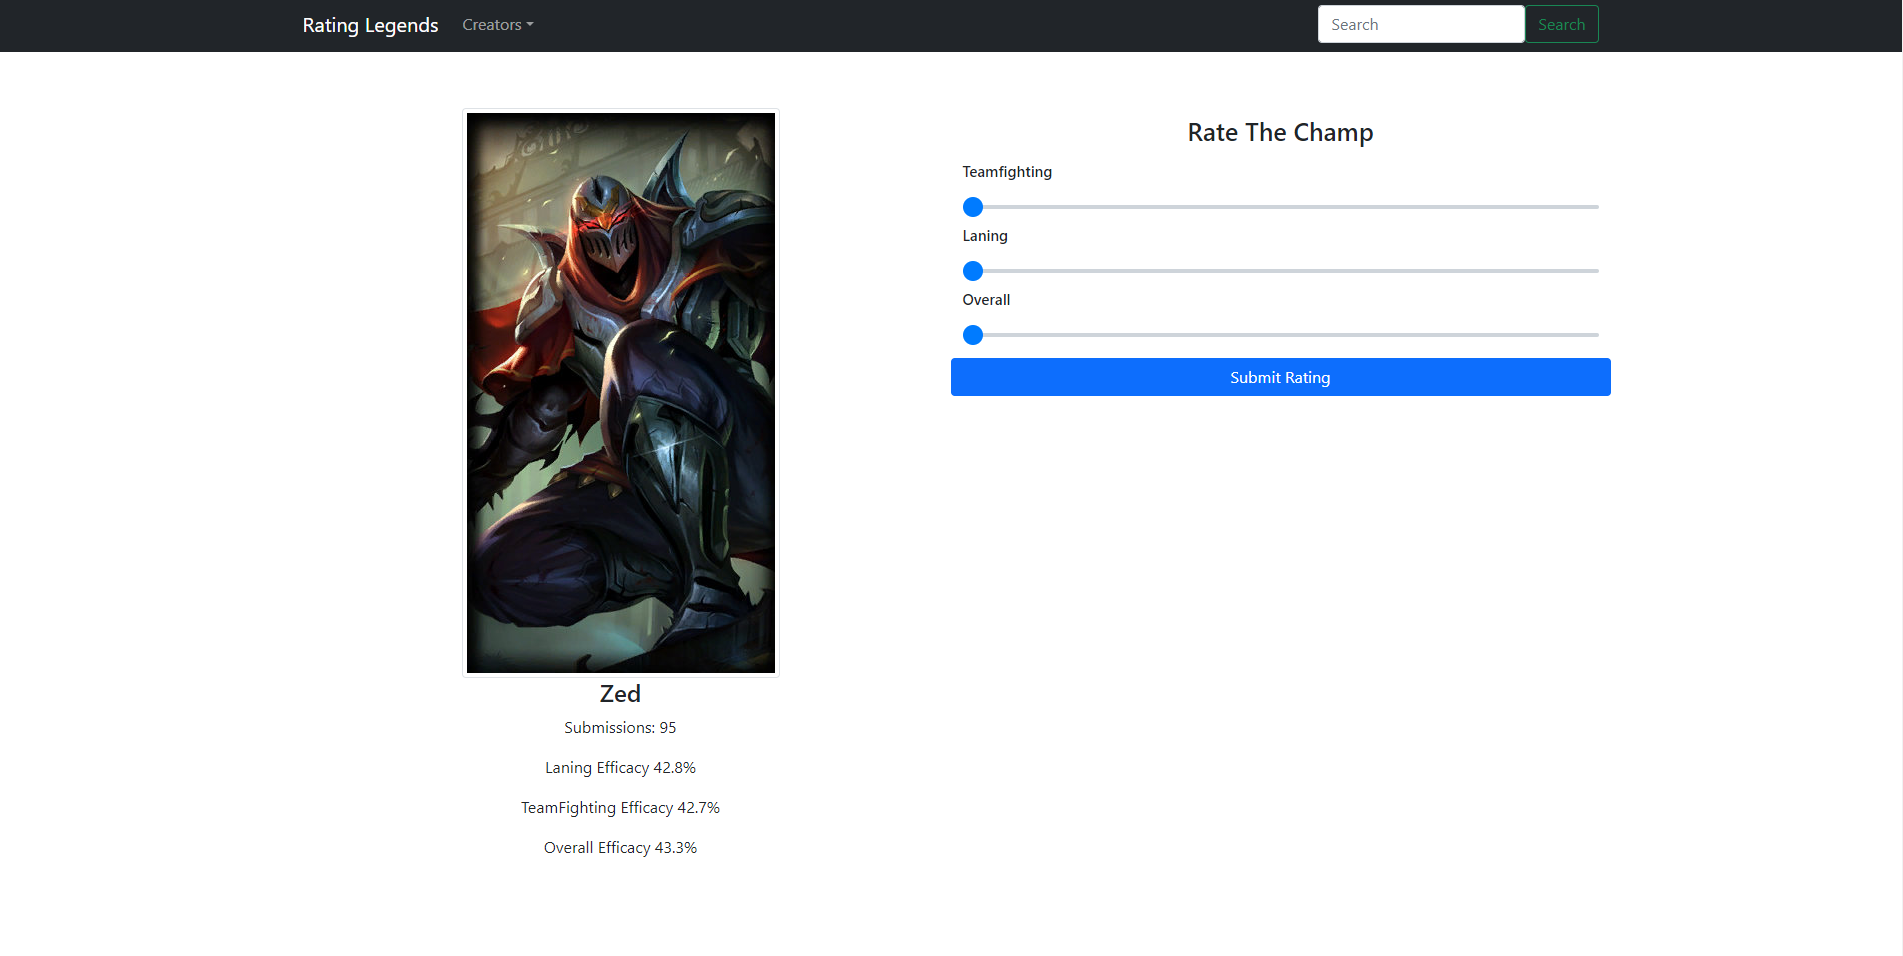 Rating Legends
Creators
Search
Search
Rate The Champ
Teamfighting
Laning
Overall
Submit Rating
Zed
Submissions: 95
Laning Efficacy 42.8%
TeamFighting Efficacy 42.7%
Overall Efficacy 43.3%